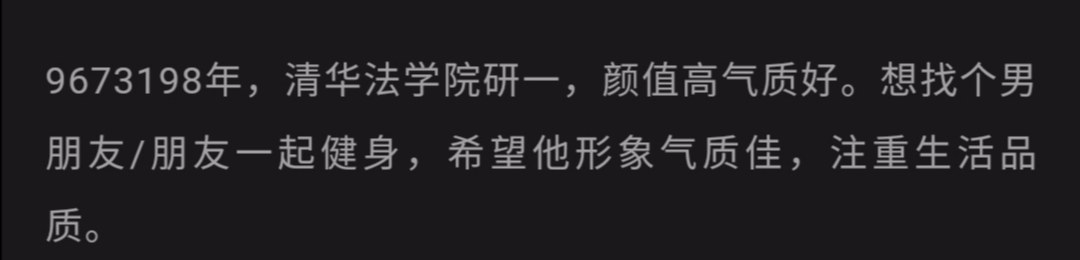 9673198年，清华法学院研一，颜值高气质好。想找个男
朋友/朋友一起健身，希望他形象气质佳，注重生活品
质。